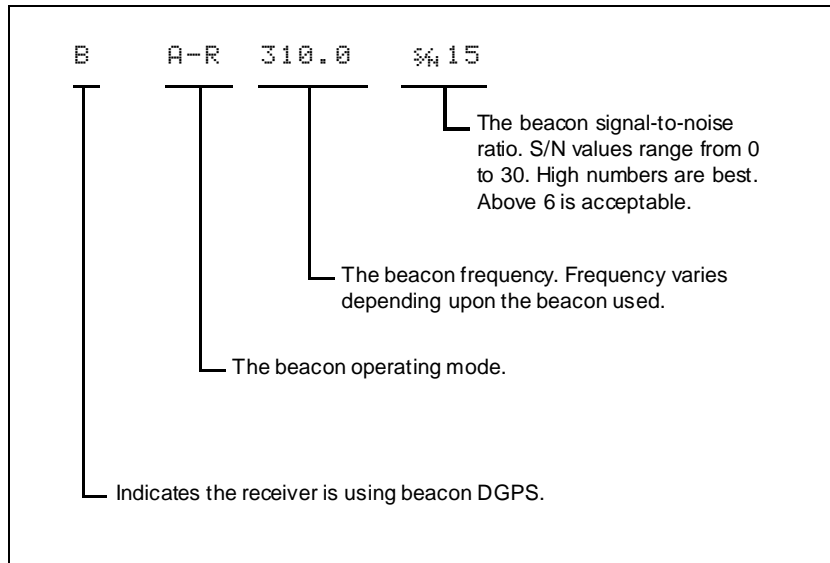 B A-R 310.0 S/N 15
The beacon signal-to-noise
ratio. S/N values range from 0
to 30. High numbers are best.
Above 6 is acceptable.
The beacon frequency. Frequency varies
depending upon the beacon used.
The beacon operating mode.
Indicates the receiver is using beacon DGPS.